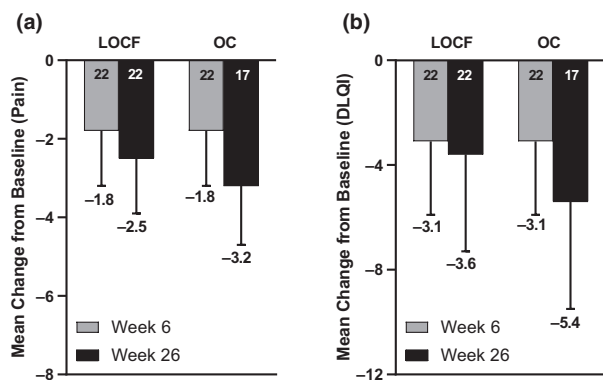 (a)
LOCF OC
0
–2
–4
–6
–8
Mean Change from Baseline (Pain)
22 22 22 17
–1.8 –2.5 –1.8 –3.2
Week 6
Week 26
(b)
LOCF OC
0
–4
–8
–12
Mean Change from Baseline (DLQI)
22 22 22 17
–3.1 –3.6 –3.1 –5.4
Week 6
Week 26